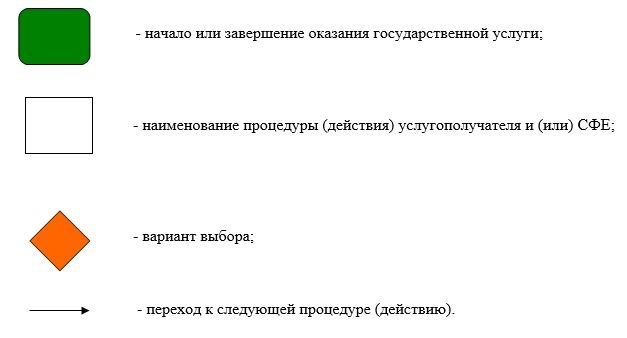 - начало или завершение оказания государственной услуги;
- наименование процедуры (действия) услугополучателя и (или) СФЕ;
- вариант выбора;
- переход к следующей процедуре (действию).